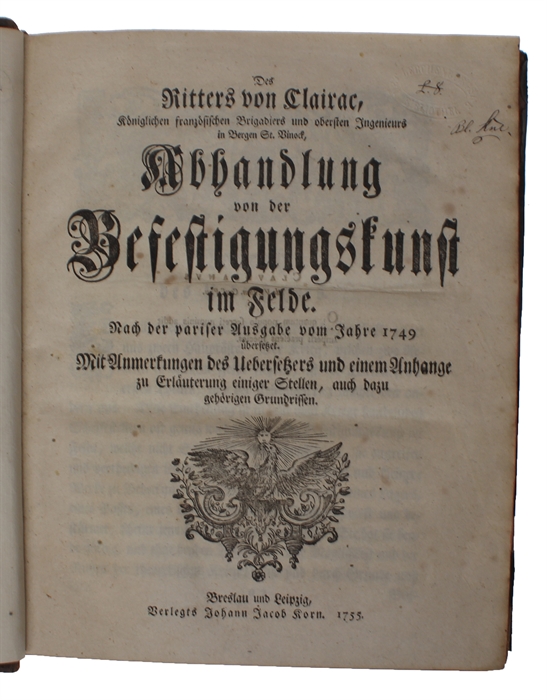 Des
Ritters von Clairac,
Königlichen französischen Brigadiers und obersten Ingenieurs
in Bergen St. Vinock,
Abhandlung
von der
Befestigungskunst
im Felde.
Nach der pariser Ausgabe vom Jahre 1749
übersetzet.
Mit Anmerkungen des Uebersetzers und einem Anhange
zu Erläuterung einiger Stellen, auch dazu
gehörigen Grundrissen.
Breslau und Leipzig,
Verlegts Johann Jacob Korn. 1755.